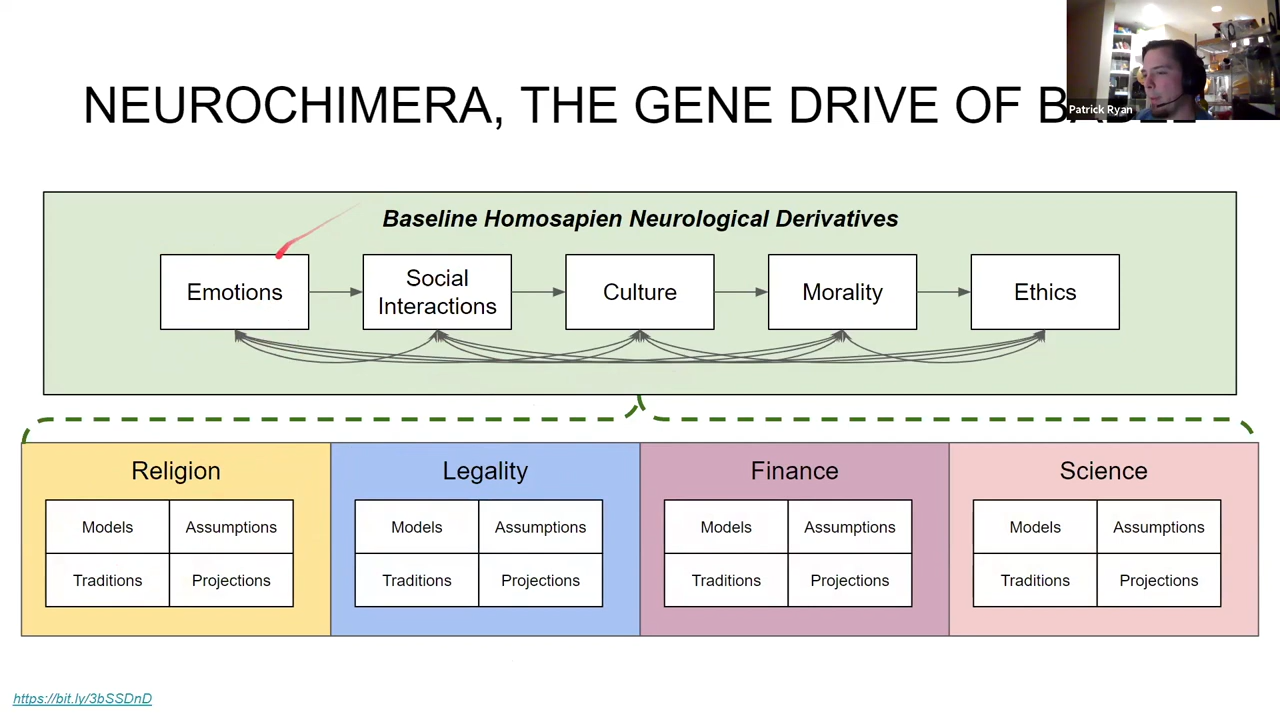 NEUROCHIMERA, THE GENE DRIVE OF
Patrick Ryan
Baseline Homosapien Neurological Derivatives
Emotions
Social
Interactions
Culture
Morality
Ethics
Religion
Models
Assumptions
Traditions
Projections
Legality
Models
Assumptions
Traditions
Projections
Finance
Models
Assumptions
Traditions
Projections
Science
Models
Assumptions
Traditions
Projections
https://bit.ly/3bSSDnD